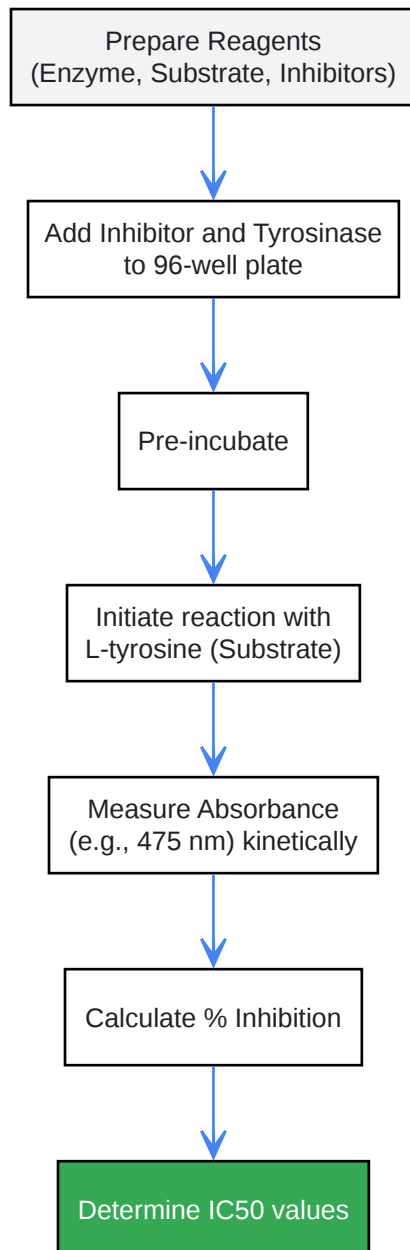 Prepare Reagents
(Enzyme, Substrate, Inhibitors)
Add Inhibitor and Tyrosinase
to 96-well plate
Pre-incubate
Initiate reaction with
L-tyrosine (Substrate)
Measure Absorbance
(e.g., 475 nm) kinetically
Calculate % Inhibition
Determine IC50 values